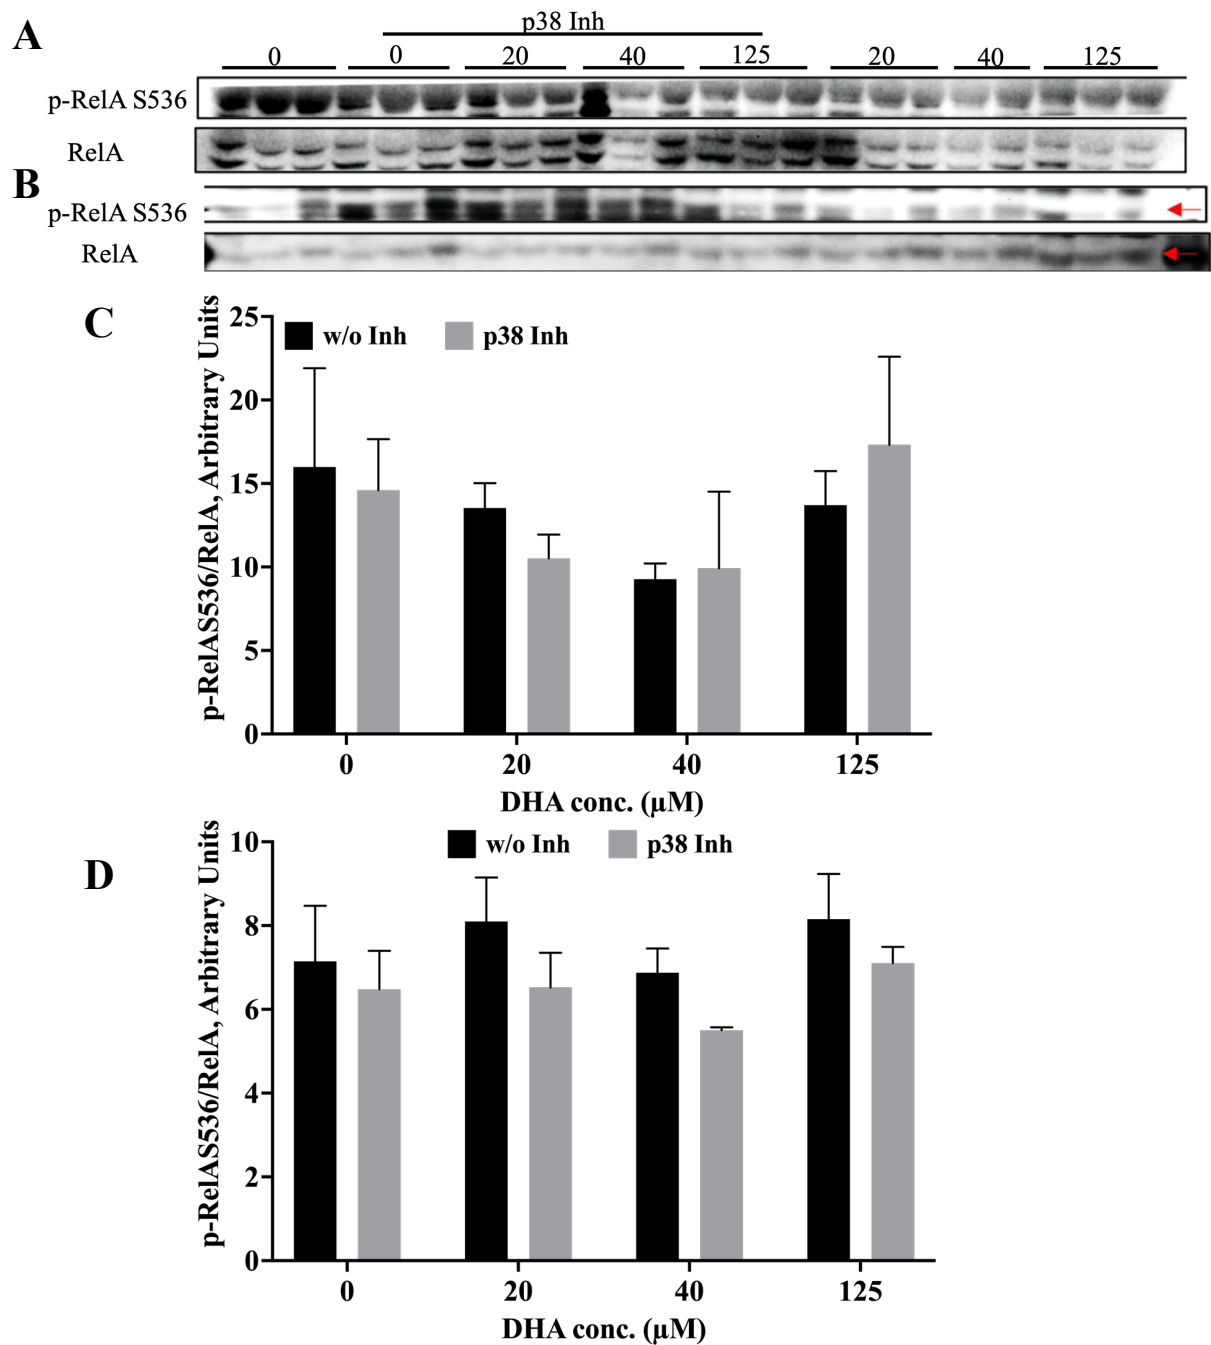 A
p38 Inh
0 0 20 40 125 20 40 125
p-RelA S536
RelA
B
p-RelA S536
RelA
C
w/o Inh p38 Inh
p-RelAS536/RelA, Arbitrary Units
25
20
15
10
5
0
0 20 40 125
DHA conc. (μM)
D
w/o Inh p38 Inh
p-RelAS536/RelA, Arbitrary Units
10
8
6
4
2
0
0 20 40 125
DHA conc. (μM)